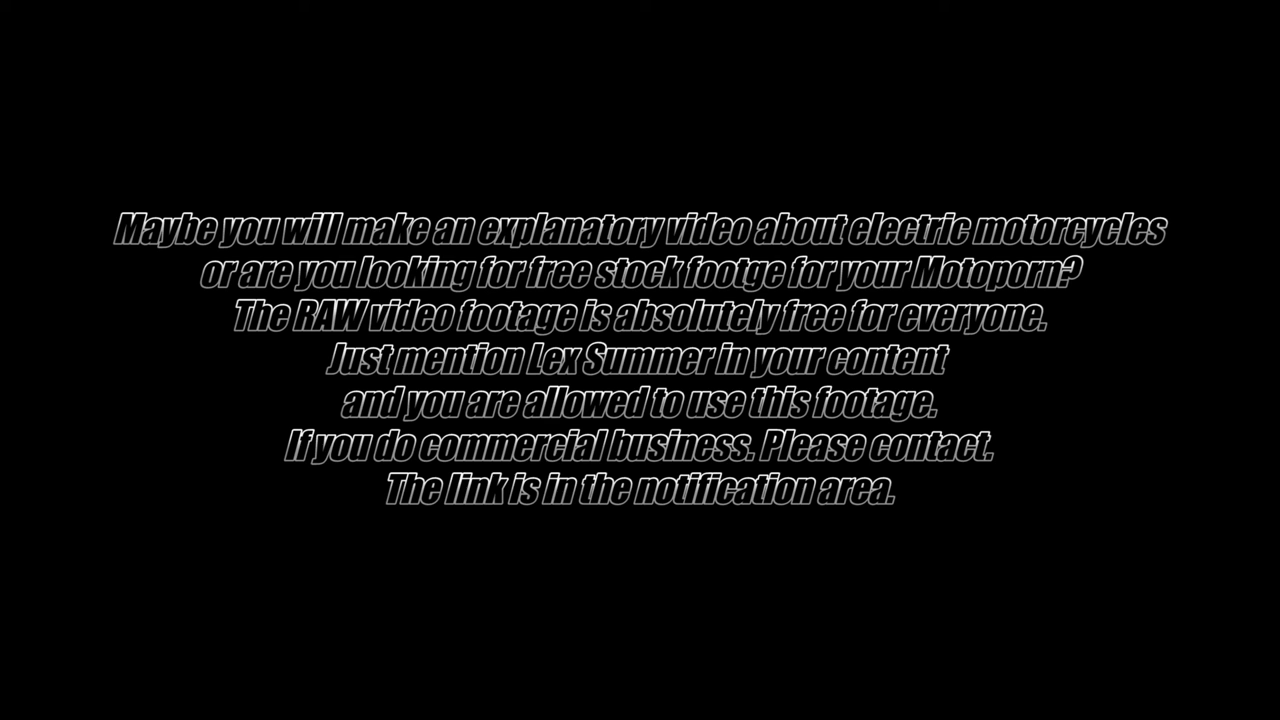 Maybe you will make an explanatory video about electric motorcycles
or are you looking for free stock footge for your Motoporn?
The RAW video footage is absolutely free for everyone.
Just mention Lex Summer in your content
and you are allowed to use this footage.
If you do commercial business. Please contact.
The link is in the notification area.